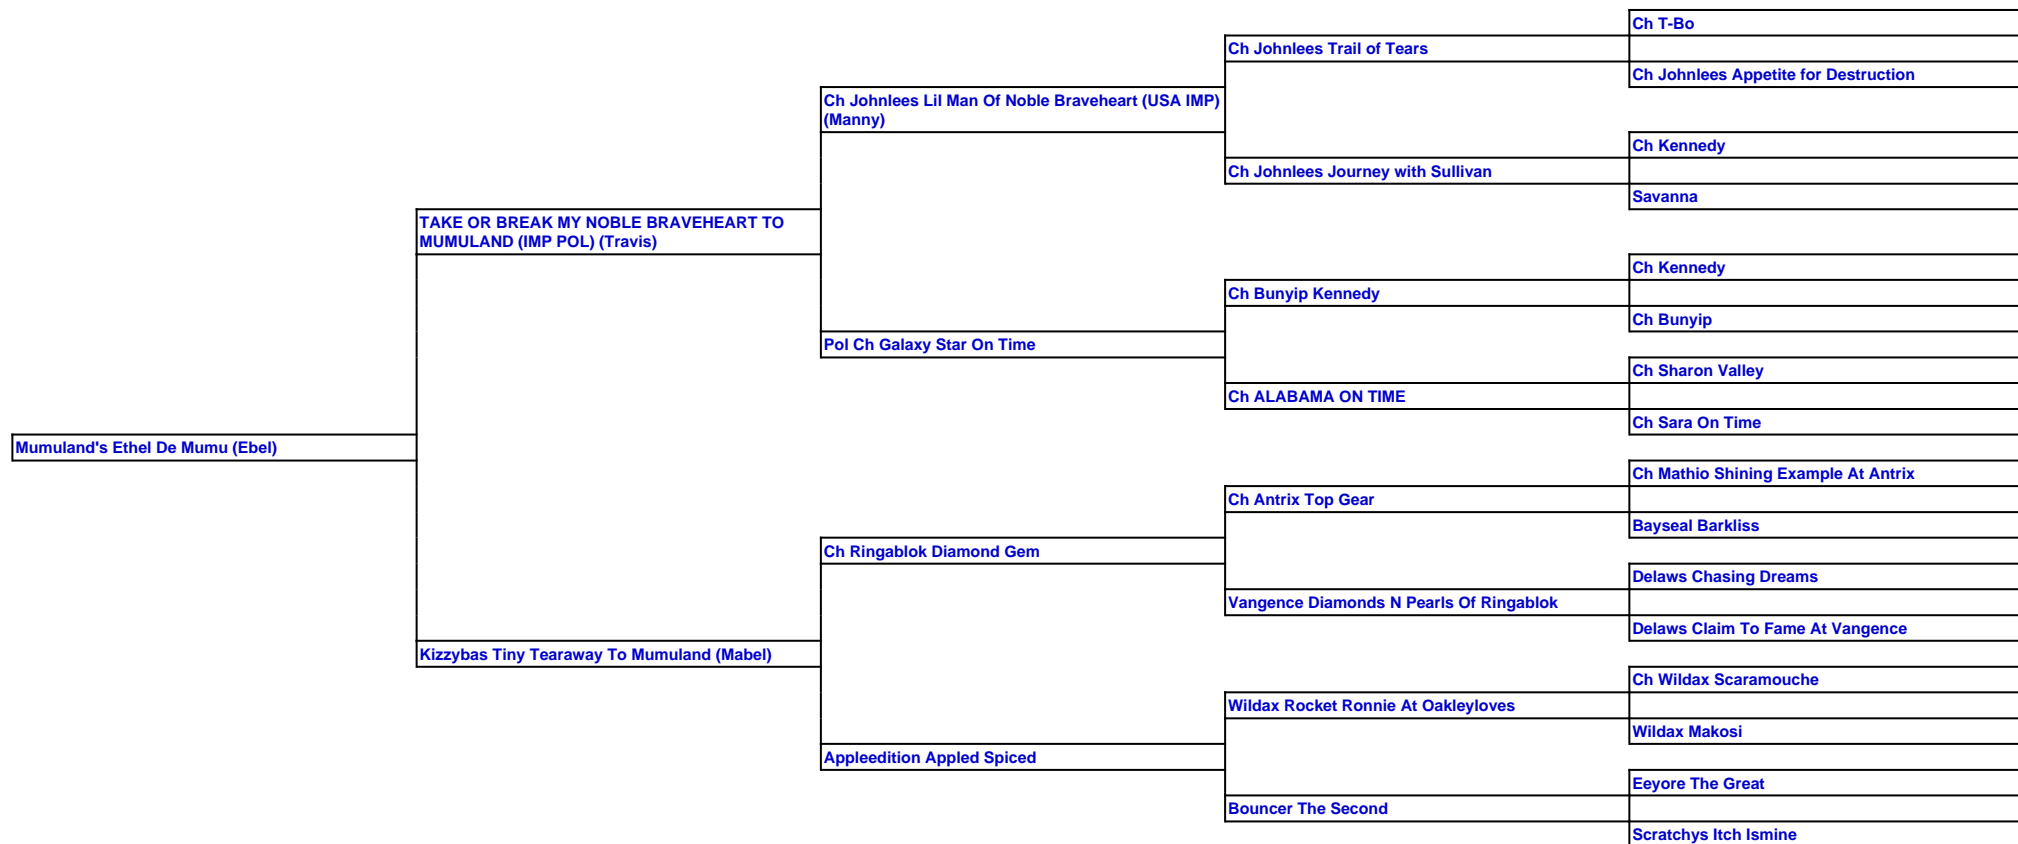 Ch T-Bo
Ch Johnlees Trail of Tears
Ch Johnlees Appetite for Destruction
Ch Johnlees Lil Man Of Noble Braveheart (USA IMP)
(Manny)
Ch Kennedy
Ch Johnlees Journey with Sullivan
Savanna
TAKE OR BREAK MY NOBLE BRAVEHEART TO
MUMULAND (IMP POL) (Travis)
Ch Kennedy
Ch Bunyip Kennedy
Ch Bunyip
Pol Ch Galaxy Star On Time
Ch Sharon Valley
Ch ALABAMA ON TIME
Ch Sara On Time
Mumuland's Ethel De Mumu (Ebel)
Ch Mathio Shining Example At Antrix
Ch Antrix Top Gear
Bayseal Barkliss
Ch Ringablok Diamond Gem
Delaws Chasing Dreams
Vangence Diamonds N Pearls Of Ringablok
Delaws Claim To Fame At Vangence
Kizzybas Tiny Tearaway To Mumuland (Mabel)
Ch Wildax Scaramouche
Wildax Rocket Ronnie At Oakleyloves
Wildax Makosi
Appleedition Appled Spiced
Eeyore The Great
Bouncer The Second
Scratchys Itch Ismine